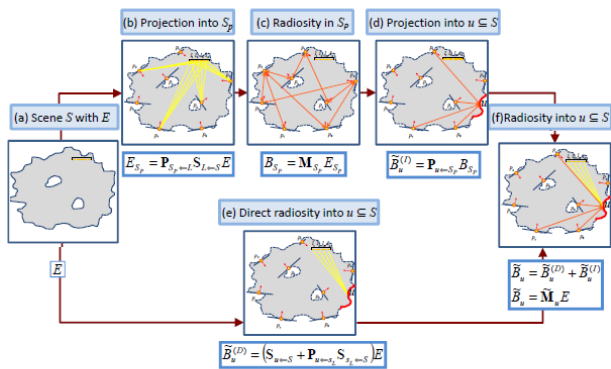 (b) Projection into S_p
(c) Radiosity in S_p
(d) Projection into u ⊆ S
(a) Scene S with E
(f)Radiosity into u ⊆ S
E_{S_p} = P_{S_p←L} S_{L←S} E
B_{S_p} = M_{S_p} E_{S_p}
B̃_u^{(I)} = P_{u←S_p} B_{S_p}
(e) Direct radiosity into u ⊆ S
E
B̃_u = B̃_u^{(D)} + B̃_u^{(I)}
B̃_u = M̃_u E
B̃_u^{(D)} = (S_{u←S} + P_{u←s_L} S_{s_L←S})E